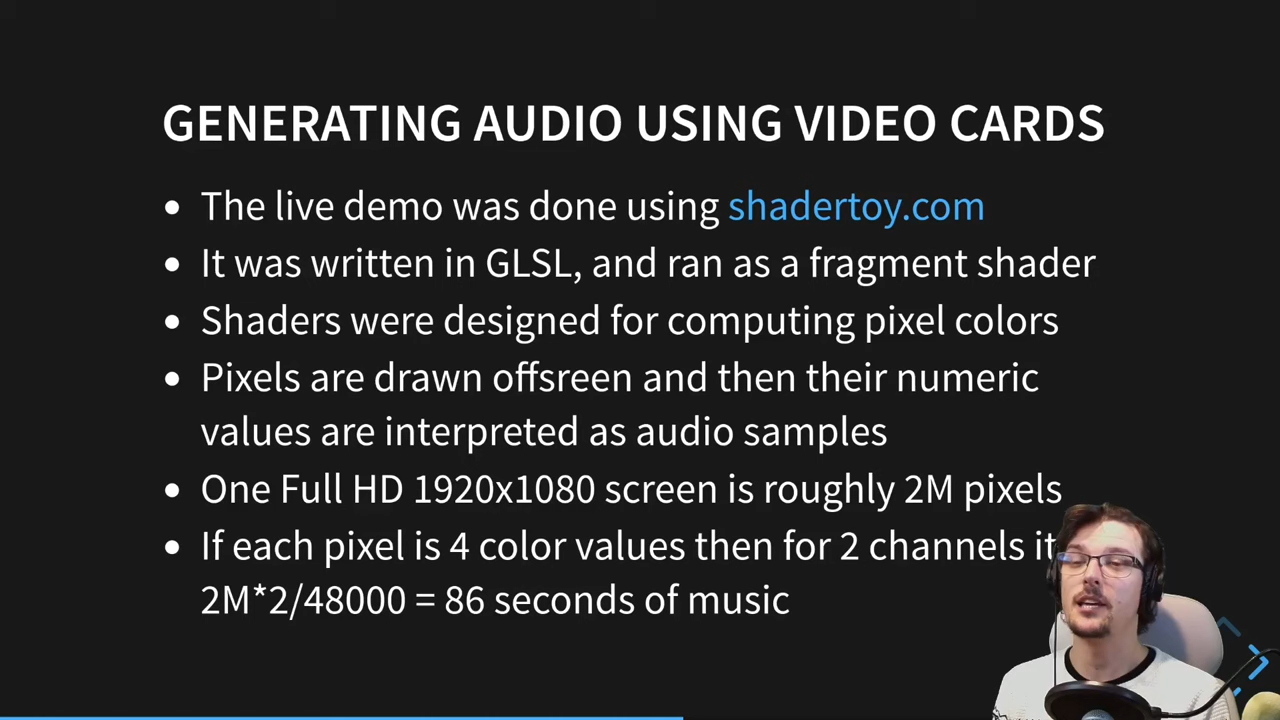 GENERATING AUDIO USING VIDEO CARDS
• The live demo was done using shadertoy.com
• It was written in GLSL, and ran as a fragment shader
• Shaders were designed for computing pixel colors
• Pixels are drawn offsreen and then their numeric
values are interpreted as audio samples
• One Full HD 1920x1080 screen is roughly 2M pixels
• If each pixel is 4 color values then for 2 channels it
2M*2/48000 = 86 seconds of music